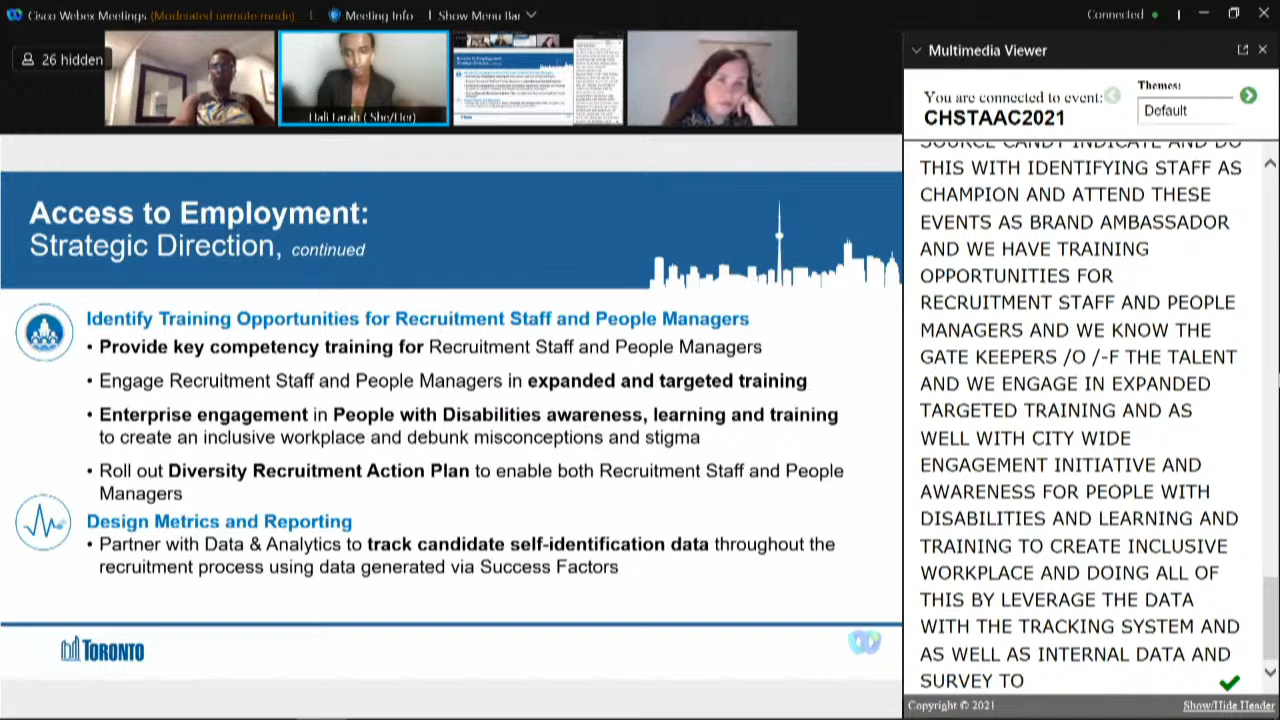 Cisco Webex Meetings (Moderated unmute mode) | Meeting Info | Show Menu Bar
Connected
26 hidden
Hali Farah ( She/Her)
Access to Employment:
Strategic Direction, continued
Identify Training Opportunities for Recruitment Staff and People Managers
• Provide key competency training for Recruitment Staff and People Managers
• Engage Recruitment Staff and People Managers in expanded and targeted training
• Enterprise engagement in People with Disabilities awareness, learning and training
to create an inclusive workplace and debunk misconceptions and stigma
• Roll out Diversity Recruitment Action Plan to enable both Recruitment Staff and People
Managers
Design Metrics and Reporting
• Partner with Data & Analytics to track candidate self-identification data throughout the
recruitment process using data generated via Success Factors
TORONTO
Multimedia Viewer
You are connected to event:
CHSTAAC2021
Themes:
Default
SOURCE CANDY INDICATE AND DO
THIS WITH IDENTIFYING STAFF AS
CHAMPION AND ATTEND THESE
EVENTS AS BRAND AMBASSADOR
AND WE HAVE TRAINING
OPPORTUNITIES FOR
RECRUITMENT STAFF AND PEOPLE
MANAGERS AND WE KNOW THE
GATE KEEPERS /O /-F THE TALENT
AND WE ENGAGE IN EXPANDED
TARGETED TRAINING AND AS
WELL WITH CITY WIDE
ENGAGEMENT INITIATIVE AND
AWARENESS FOR PEOPLE WITH
DISABILITIES AND LEARNING AND
TRAINING TO CREATE INCLUSIVE
WORKPLACE AND DOING ALL OF
THIS BY LEVERAGE THE DATA
WITH THE TRACKING SYSTEM AND
AS WELL AS INTERNAL DATA AND
SURVEY TO
Copyright © 2021
Show/Hide Header